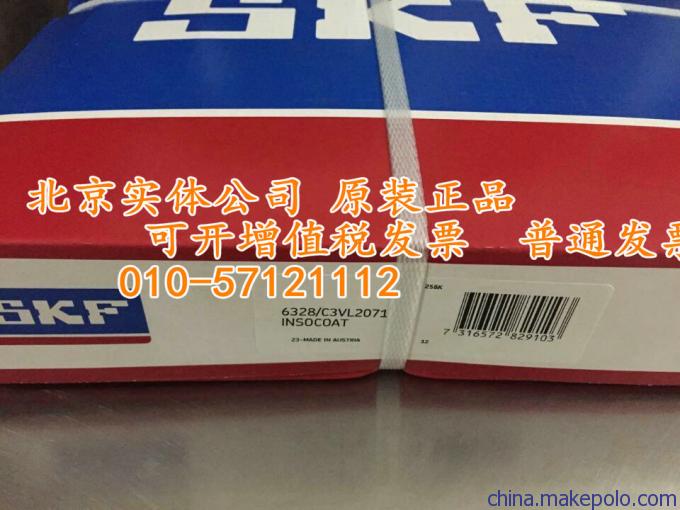 SKF
北京实体公司 原装正品
可开增值税发票 普通发票
010-57121112
SKF
6328/C3VL2071
INSOCOAT
23-MADE IN AUSTRIA
258K
7 316572 829103
12
china.makepolo.com